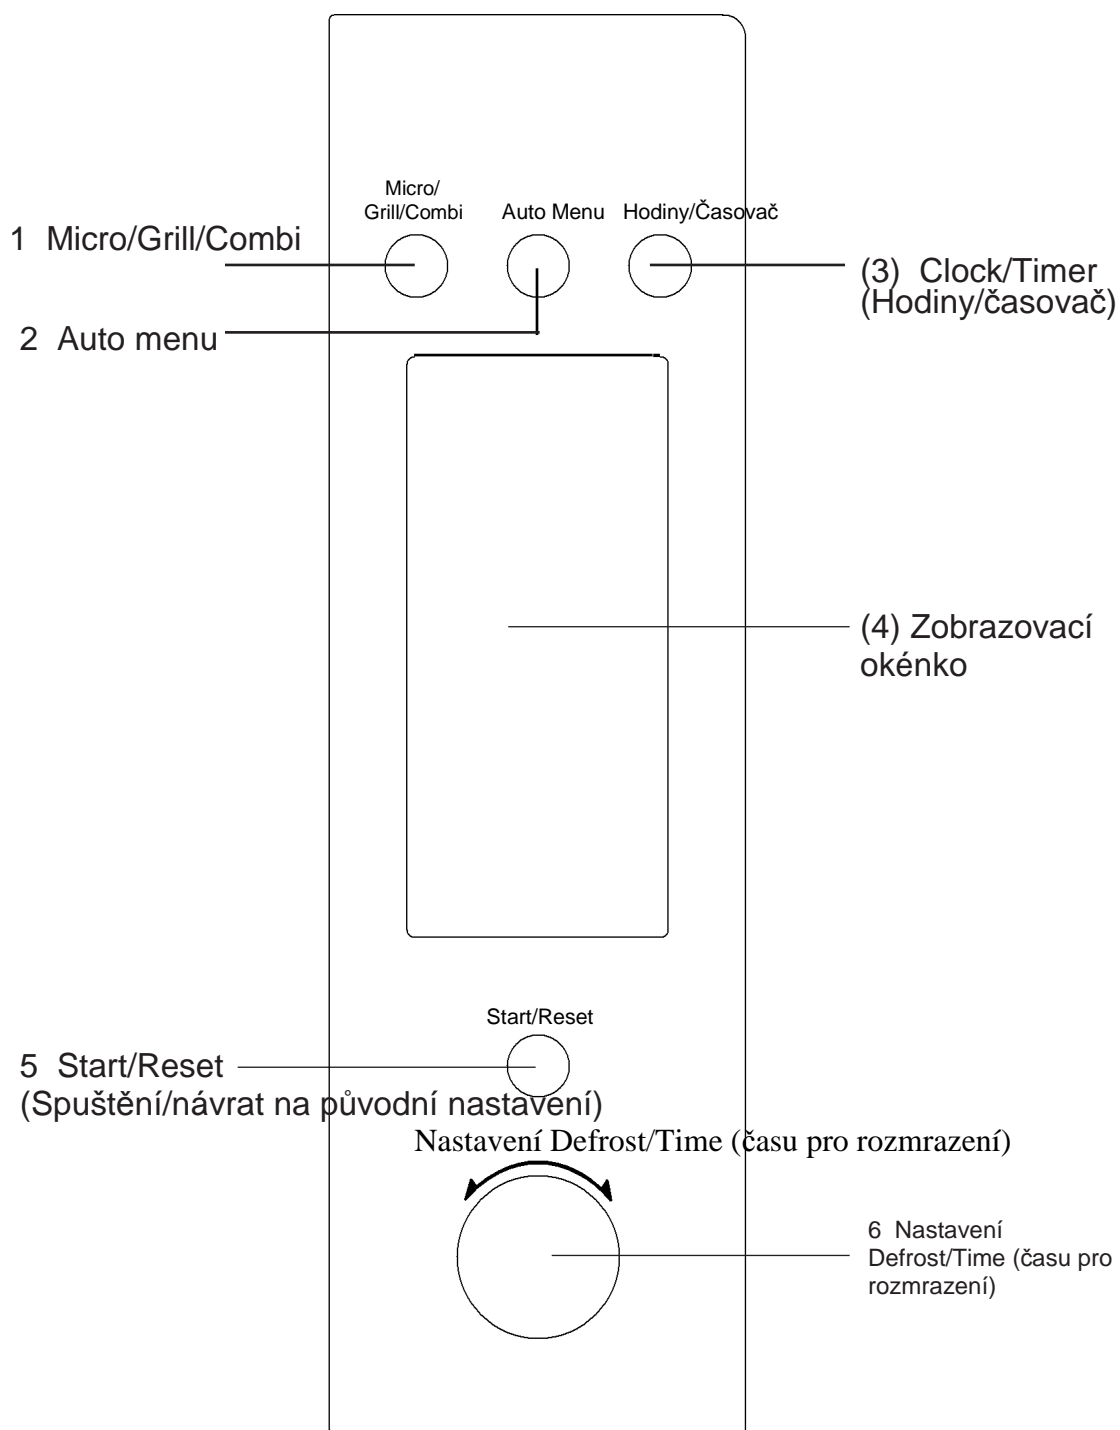 Micro/
Grill/Combi
Auto Menu
Hodiny/Časovač
1 Micro/Grill/Combi
(3) Clock/Timer
(Hodiny/časovač)
2 Auto menu
(4) Zobrazovací
okénko
Start/Reset
5 Start/Reset
(Spuštění/návrat na původní nastavení)
Nastavení Defrost/Time (času pro rozmrazení)
6 Nastavení
Defrost/Time (času pro
rozmrazení)